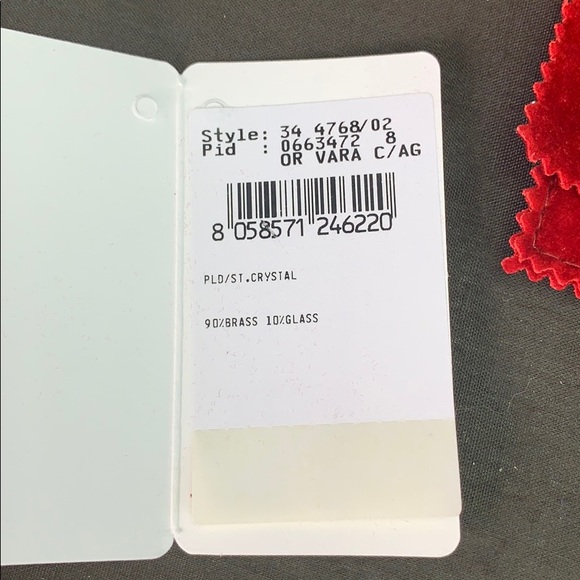 Style: 34 4768/02
Pid : 0663472 8
OR VARA C/AG
8 058571 246220
PLD/ST.CRYSTAL
90%BRASS 10%GLASS